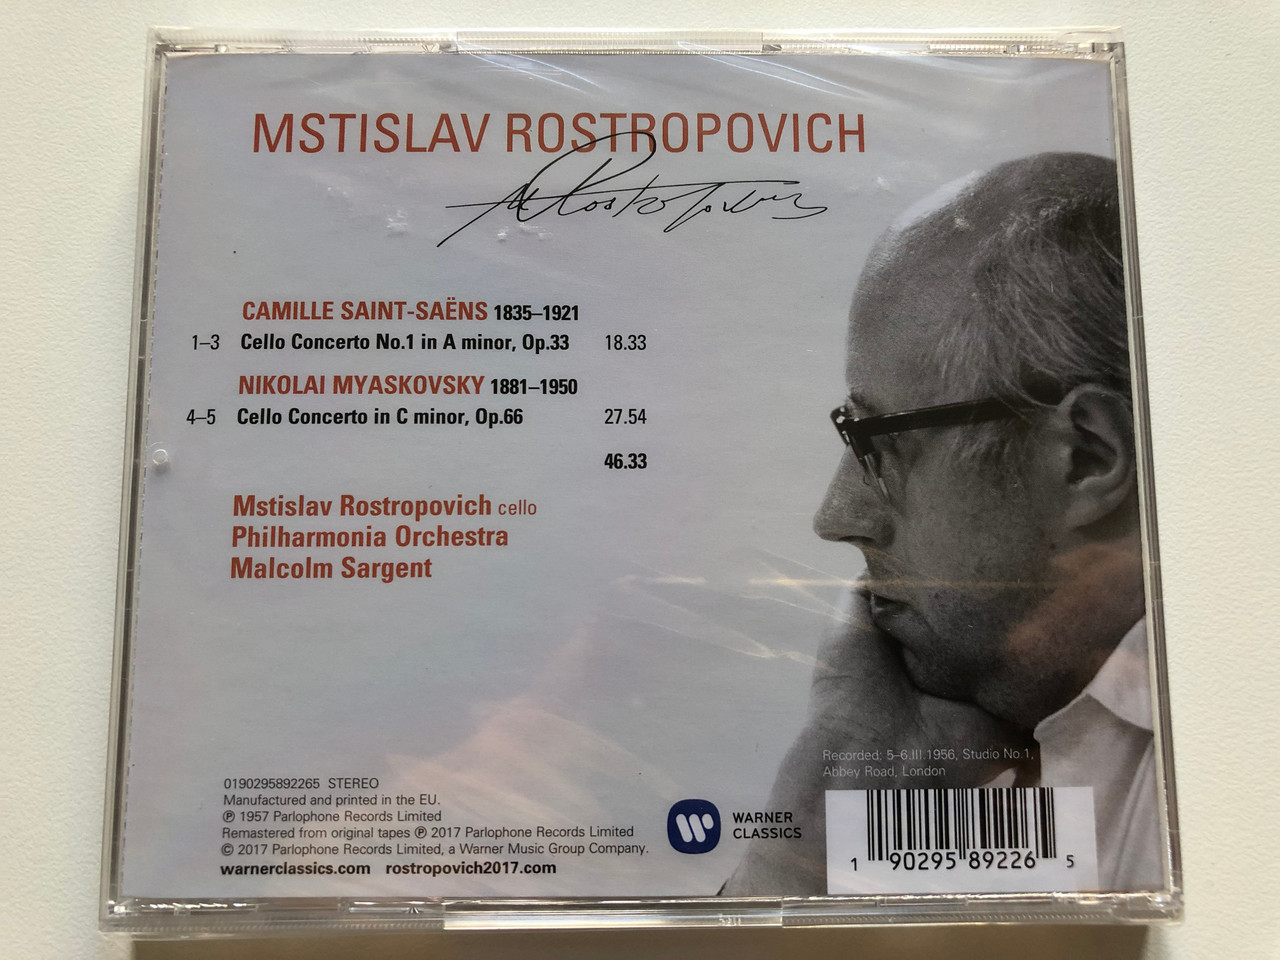 MSTISLAV ROSTROPOVICH
M Rostropovich
CAMILLE SAINT-SAËNS 1835–1921
1–3 Cello Concerto No.1 in A minor, Op.33 18.33
NIKOLAI MYASKOVSKY 1881–1950
4–5 Cello Concerto in C minor, Op.66 27.54
46.33
Mstislav Rostropovich cello
Philharmonia Orchestra
Malcolm Sargent
Recorded: 5–6.III.1956, Studio No.1,
Abbey Road, London
0190295892265 STEREO
Manufactured and printed in the EU.
℗ 1957 Parlophone Records Limited
Remastered from original tapes ℗ 2017 Parlophone Records Limited
© 2017 Parlophone Records Limited, a Warner Music Group Company.
warnerclassics.com rostropovich2017.com
WARNER
CLASSICS
1 90295 89226 5